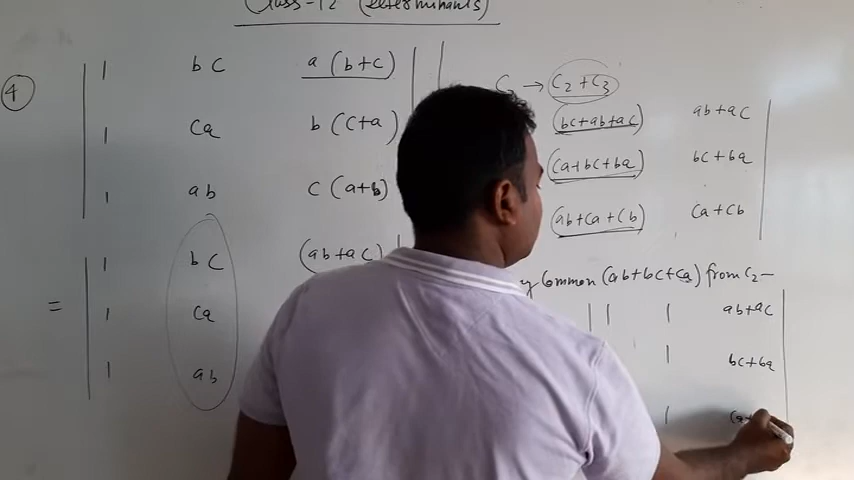 Class-12 (Determinants)
4
1 bc a (b+c)
1 ca b (c+a)
1 ab c (a+b)
=
1 bc (ab+ac)
1 ca
1 ab
→ C2+C3
(bc+ab+ac) ab+ac
(ca+bc+ba) bc+ba
(ab+ca+cb) ca+cb
Common (ab+bc+ca) from C2 -
1 1 ab+ac
1 bc+ba
1